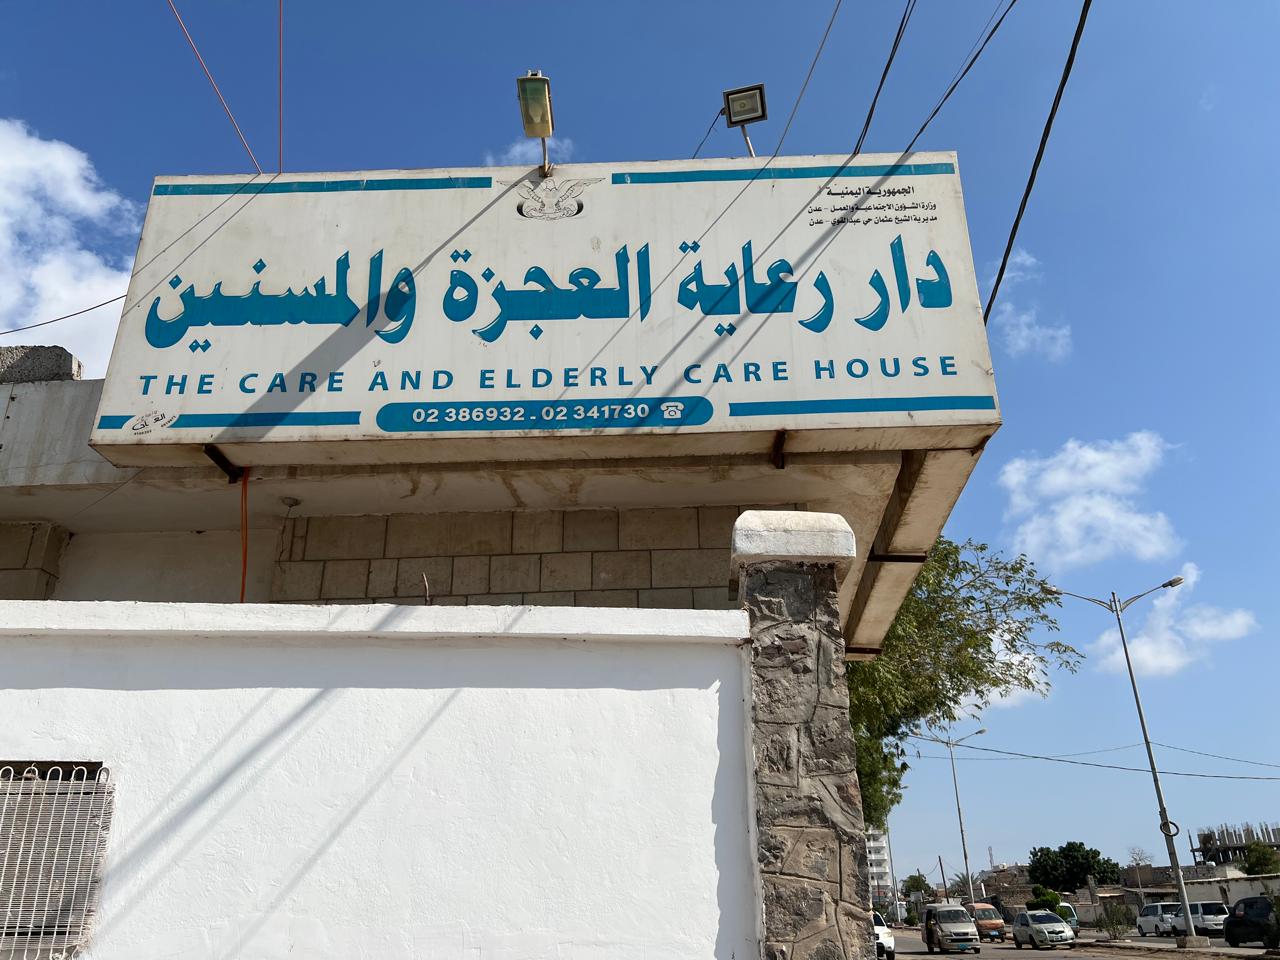 الجمهورية اليمنية
وزارة الشؤون الاجتماعية والعمل - عدن
مديرية الشيخ عثمان حي عبدالقوي - عدن
دار رعاية العجزة والمسنين
THE CARE AND ELDERLY CARE HOUSE
02 386932 - 02 341730